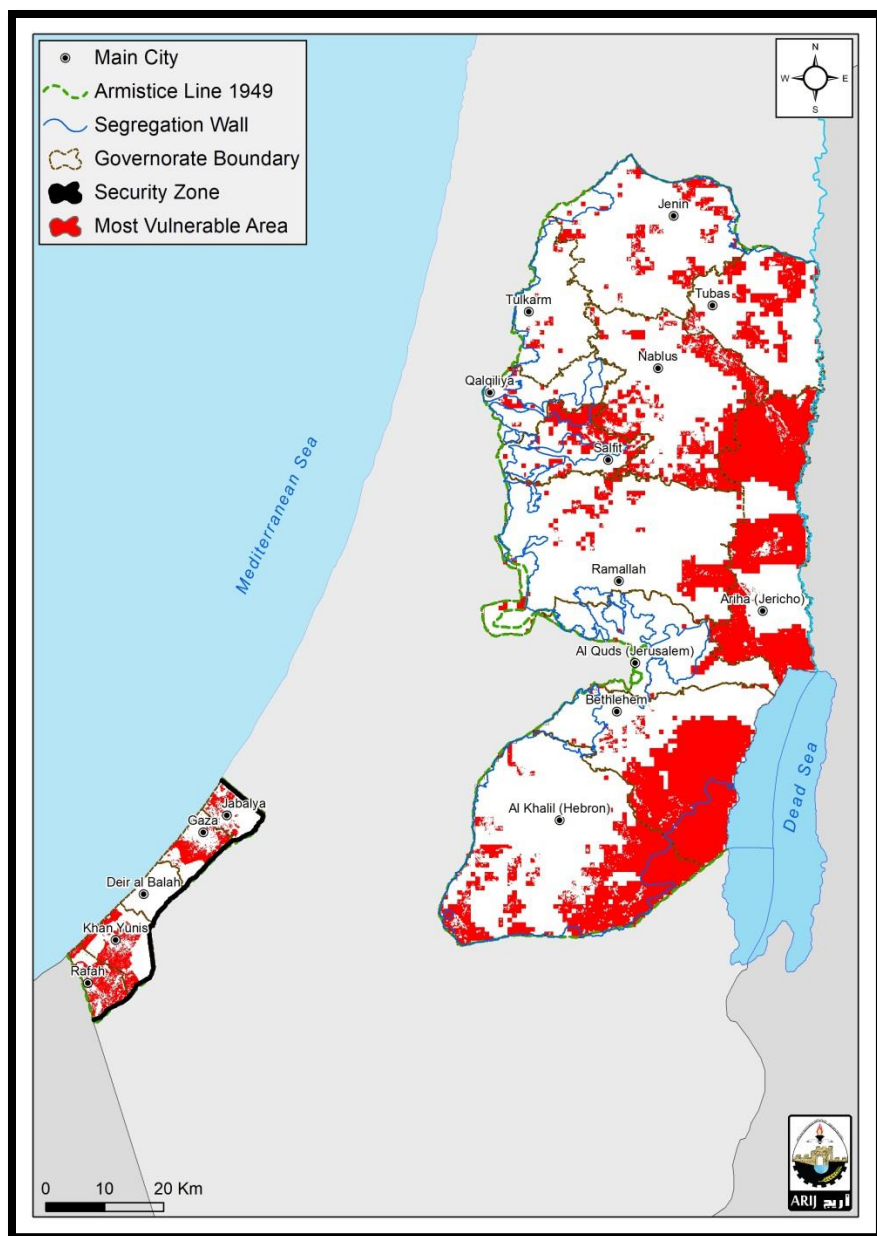 Main City
Armistice Line 1949
Segregation Wall
Governorate Boundary
Security Zone
Most Vulnerable Area
N
W E
S
Jenin
Tubas
Tulkarm
Nablus
Qalqiliya
Salfit
Mediterranean Sea
Ramallah
Ariha (Jericho)
Al Quds (Jerusalem)
Bethlehem
Dead Sea
Jabalya
Gaza
Al Khalil (Hebron)
Deir al Balah
Khan Yunis
Rafah
0 10 20 Km
ARIJ أريج